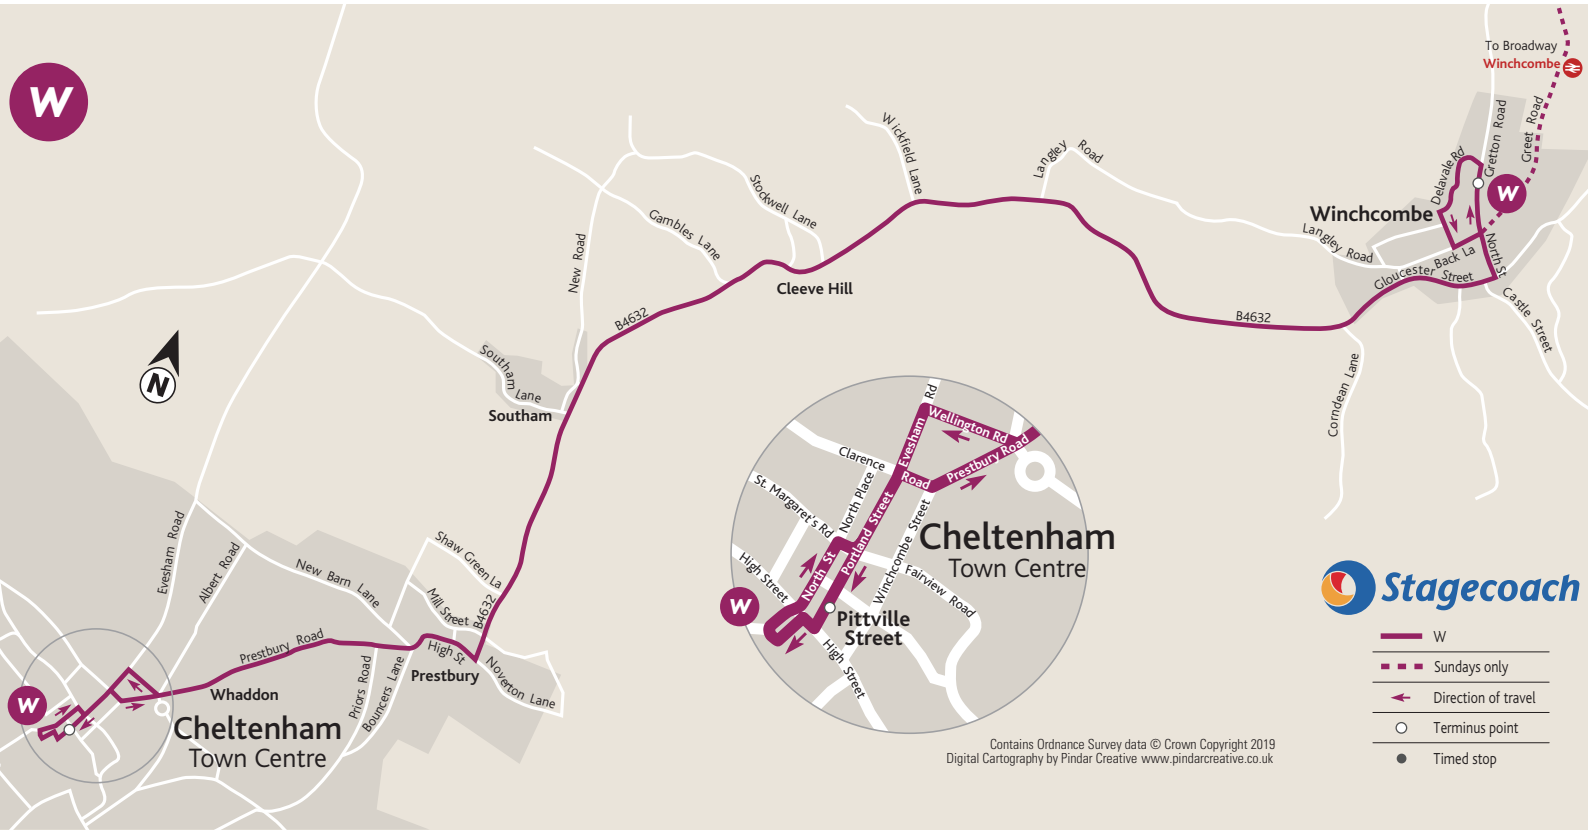 W
To Broadway
Winchcombe
Gretton Road
Greet Road
Delavale Rd
W
Winchcombe
Wickfield Lane
Langley Road
Stockwell Lane
Gambles Lane
New Road
Langley Road
Back La
North St
Gloucester Street
Castle Street
Cleeve Hill
B4632
B4632
N
Southam Lane
Southam
Corndean Lane
Rd
Wellington Rd
Evesham
Prestbury Road
Clarence
Road
St. Margaret's Rd
North Place
Portland Street
Winchcombe Street
Cheltenham
Town Centre
High Street
North St
Fairview Road
W
Pittville
Street
High Street
Evesham Road
Albert Road
New Barn Lane
Shaw Green La
Mill Street
B4632
Prestbury Road
High St
Prestbury
Noverton Lane
Priors Road
Bouncers Lane
Whaddon
W
Cheltenham
Town Centre
Stagecoach
W
Sundays only
Direction of travel
Terminus point
Timed stop
Contains Ordnance Survey data © Crown Copyright 2019
Digital Cartography by Pindar Creative www.pindarcreative.co.uk